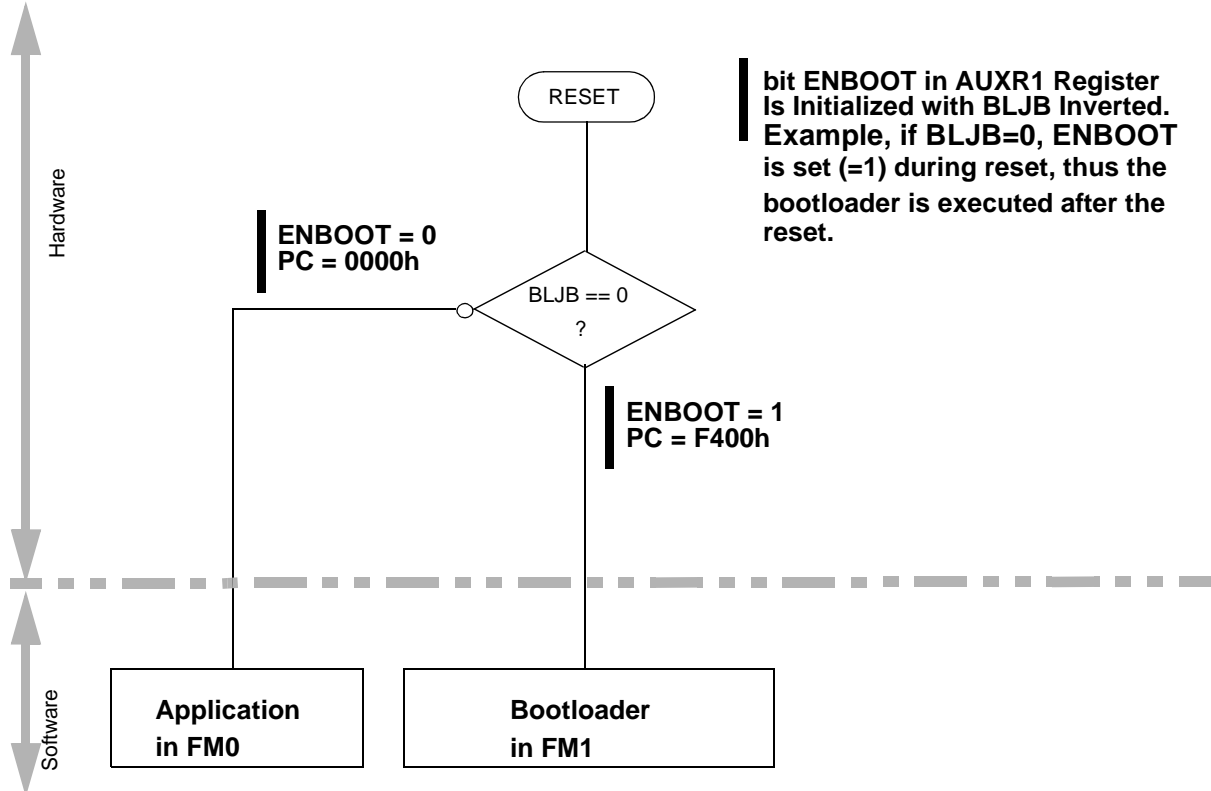 RESET
bit ENBOOT in AUXR1 Register
Is Initialized with BLJB Inverted.
Example, if BLJB=0, ENBOOT
is set (=1) during reset, thus the
bootloader is executed after the
reset.
Hardware
ENBOOT = 0
PC = 0000h
BLJB == 0
?
ENBOOT = 1
PC = F400h
Software
Application
in FM0
Bootloader
in FM1